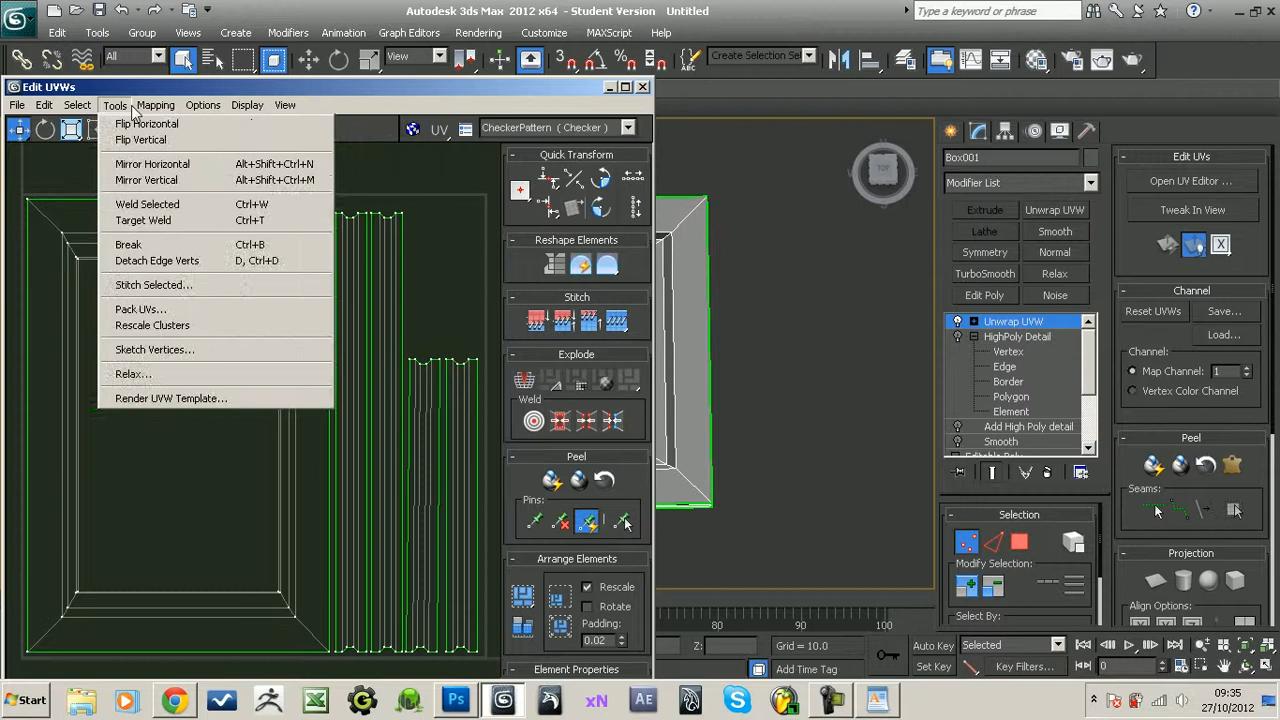 Autodesk 3ds Max 2012 x64 - Student Version Untitled
Type a keyword or phrase
Edit Tools Group Views Create Modifiers Animation Graph Editors Rendering Customize MAXScript Help
All
View
Create Selection Se
Edit UVWs
File Edit Select Tools Mapping Options Display View
UV
CheckerPattern ( Checker )
Flip Horizontal
Flip Vertical
Mirror Horizontal Alt+Shift+Ctrl+N
Mirror Vertical Alt+Shift+Ctrl+M
Weld Selected Ctrl+W
Target Weld Ctrl+T
Break Ctrl+B
Detach Edge Verts D, Ctrl+D
Stitch Selected...
Pack UVs...
Rescale Clusters
Sketch Vertices...
Relax...
Render UVW Template...
Quick Transform
Reshape Elements
Stitch
Explode
Weld
Peel
Pins:
Arrange Elements
Rescale
Rotate
Padding:
0.02
Element Properties
TOP
Box001
Modifier List
Extrude Unwrap UVW
Lathe Smooth
Symmetry Normal
TurboSmooth Relax
Edit Poly Noise
Unwrap UVW
HighPoly Detail
Vertex
Edge
Border
Polygon
Element
Add High Poly detail
Smooth
Selection
Modify Selection:
Select By:
Edit UVs
Open UV Editor ...
Tweak In View
Channel
Reset UVWs Save...
Load...
Channel:
Map Channel: 1
Vertex Color Channel
Peel
Seams:
Projection
Align Options:
80 90 100
Z: Grid = 10.0
Add Time Tag
Auto Key Selected
Set Key Key Filters...
0
Start
X
Ps
Ae
xN
S
09:35
27/10/2012